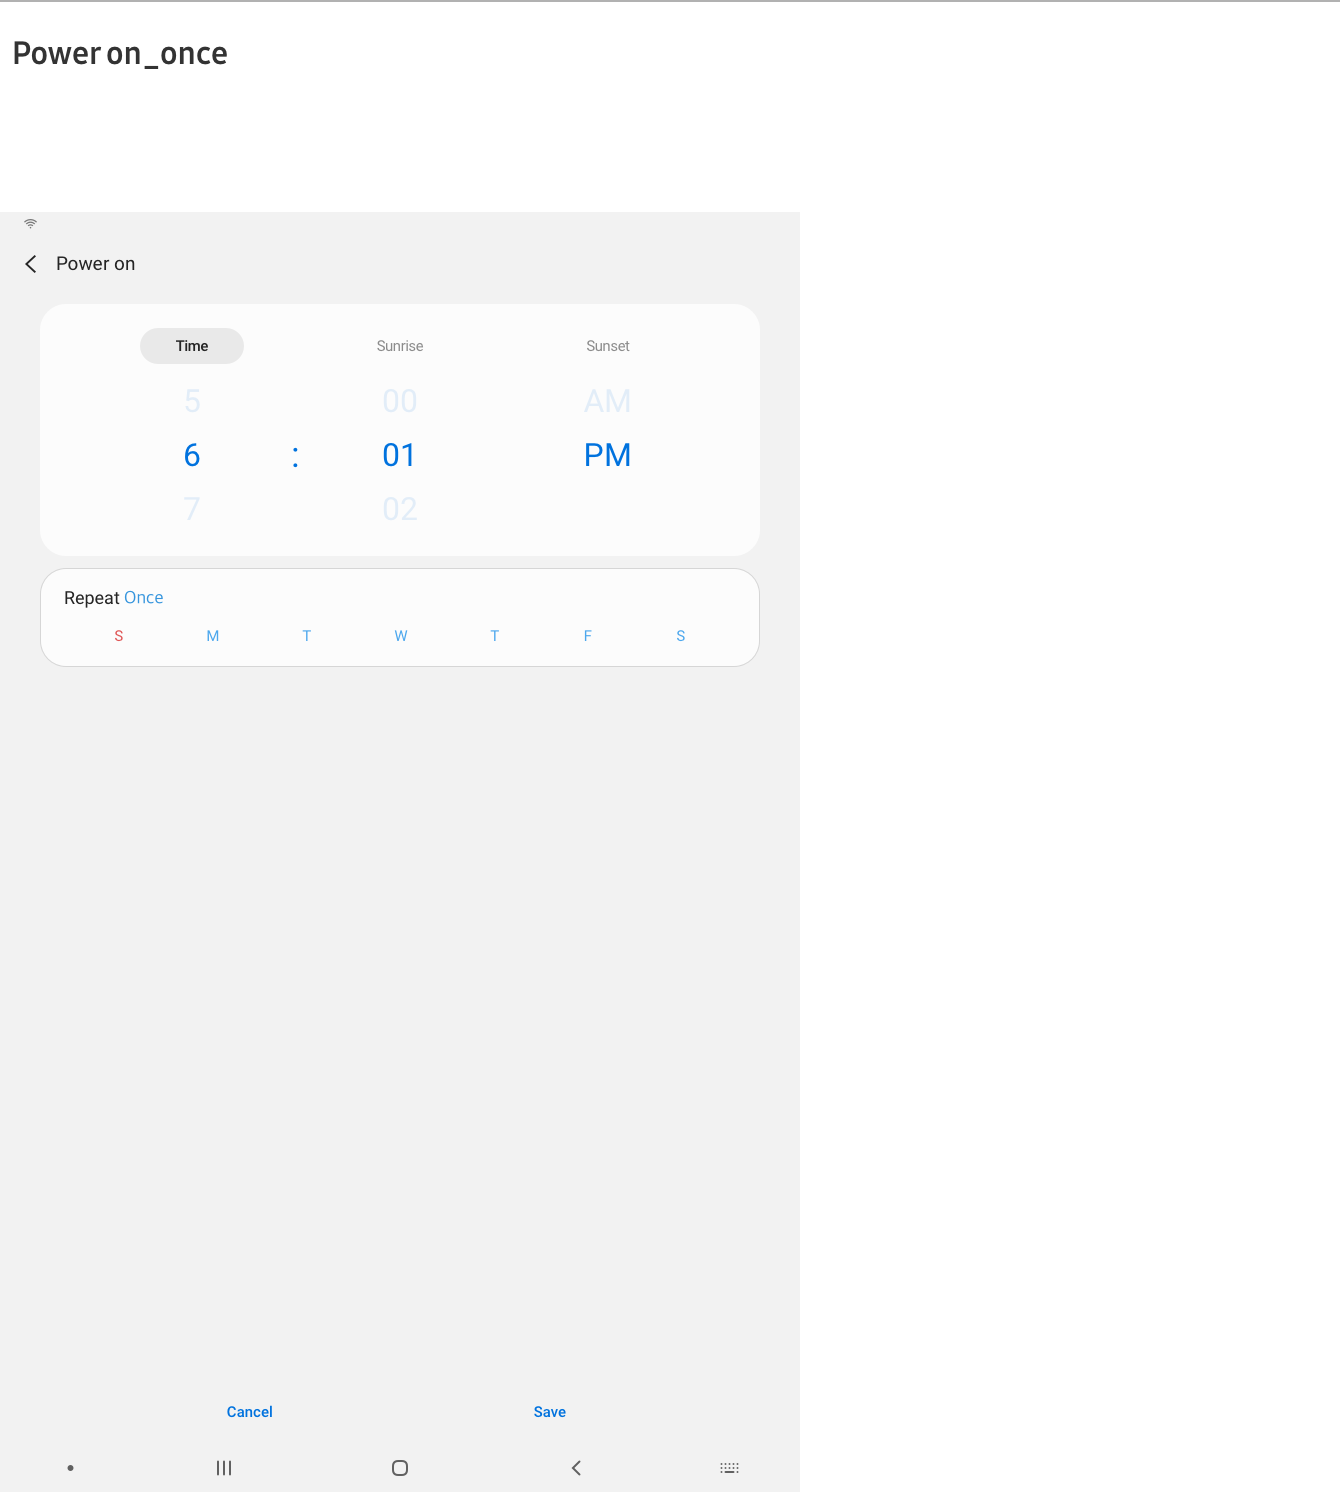 Power on_once
Power on
Time Sunrise Sunset
5 00 AM
6 : 01 PM
7 02
Repeat Once
S M T W T F S
Cancel Save